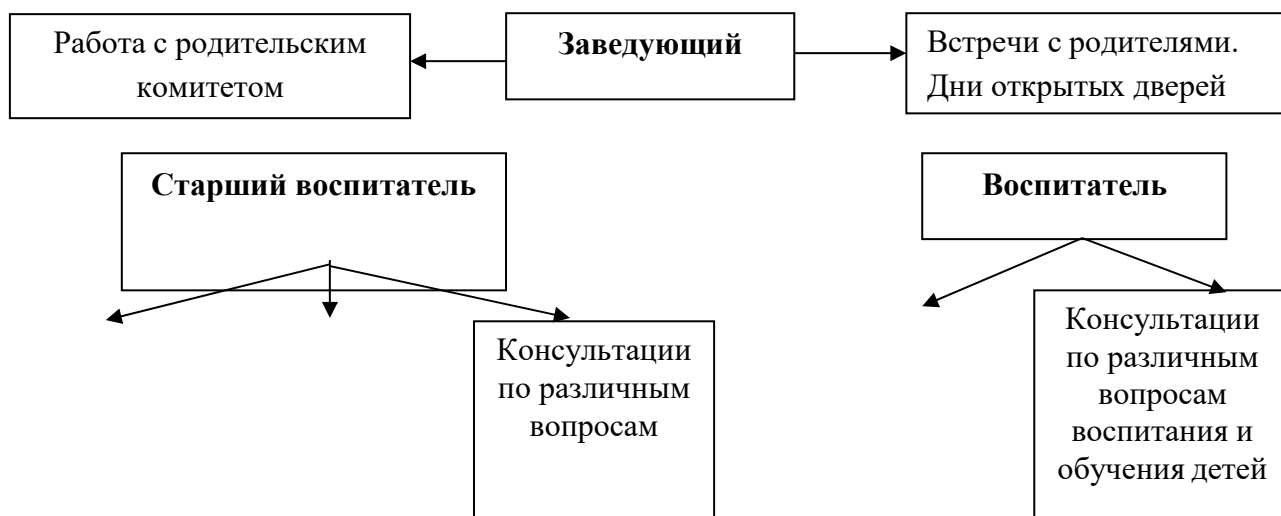 Работа с родительским
комитетом
Заведующий
Встречи с родителями.
Дни открытых дверей
Старший воспитатель
Воспитатель
Консультации
по различным
вопросам
Консультации
по различным
вопросам
воспитания и
обучения детей